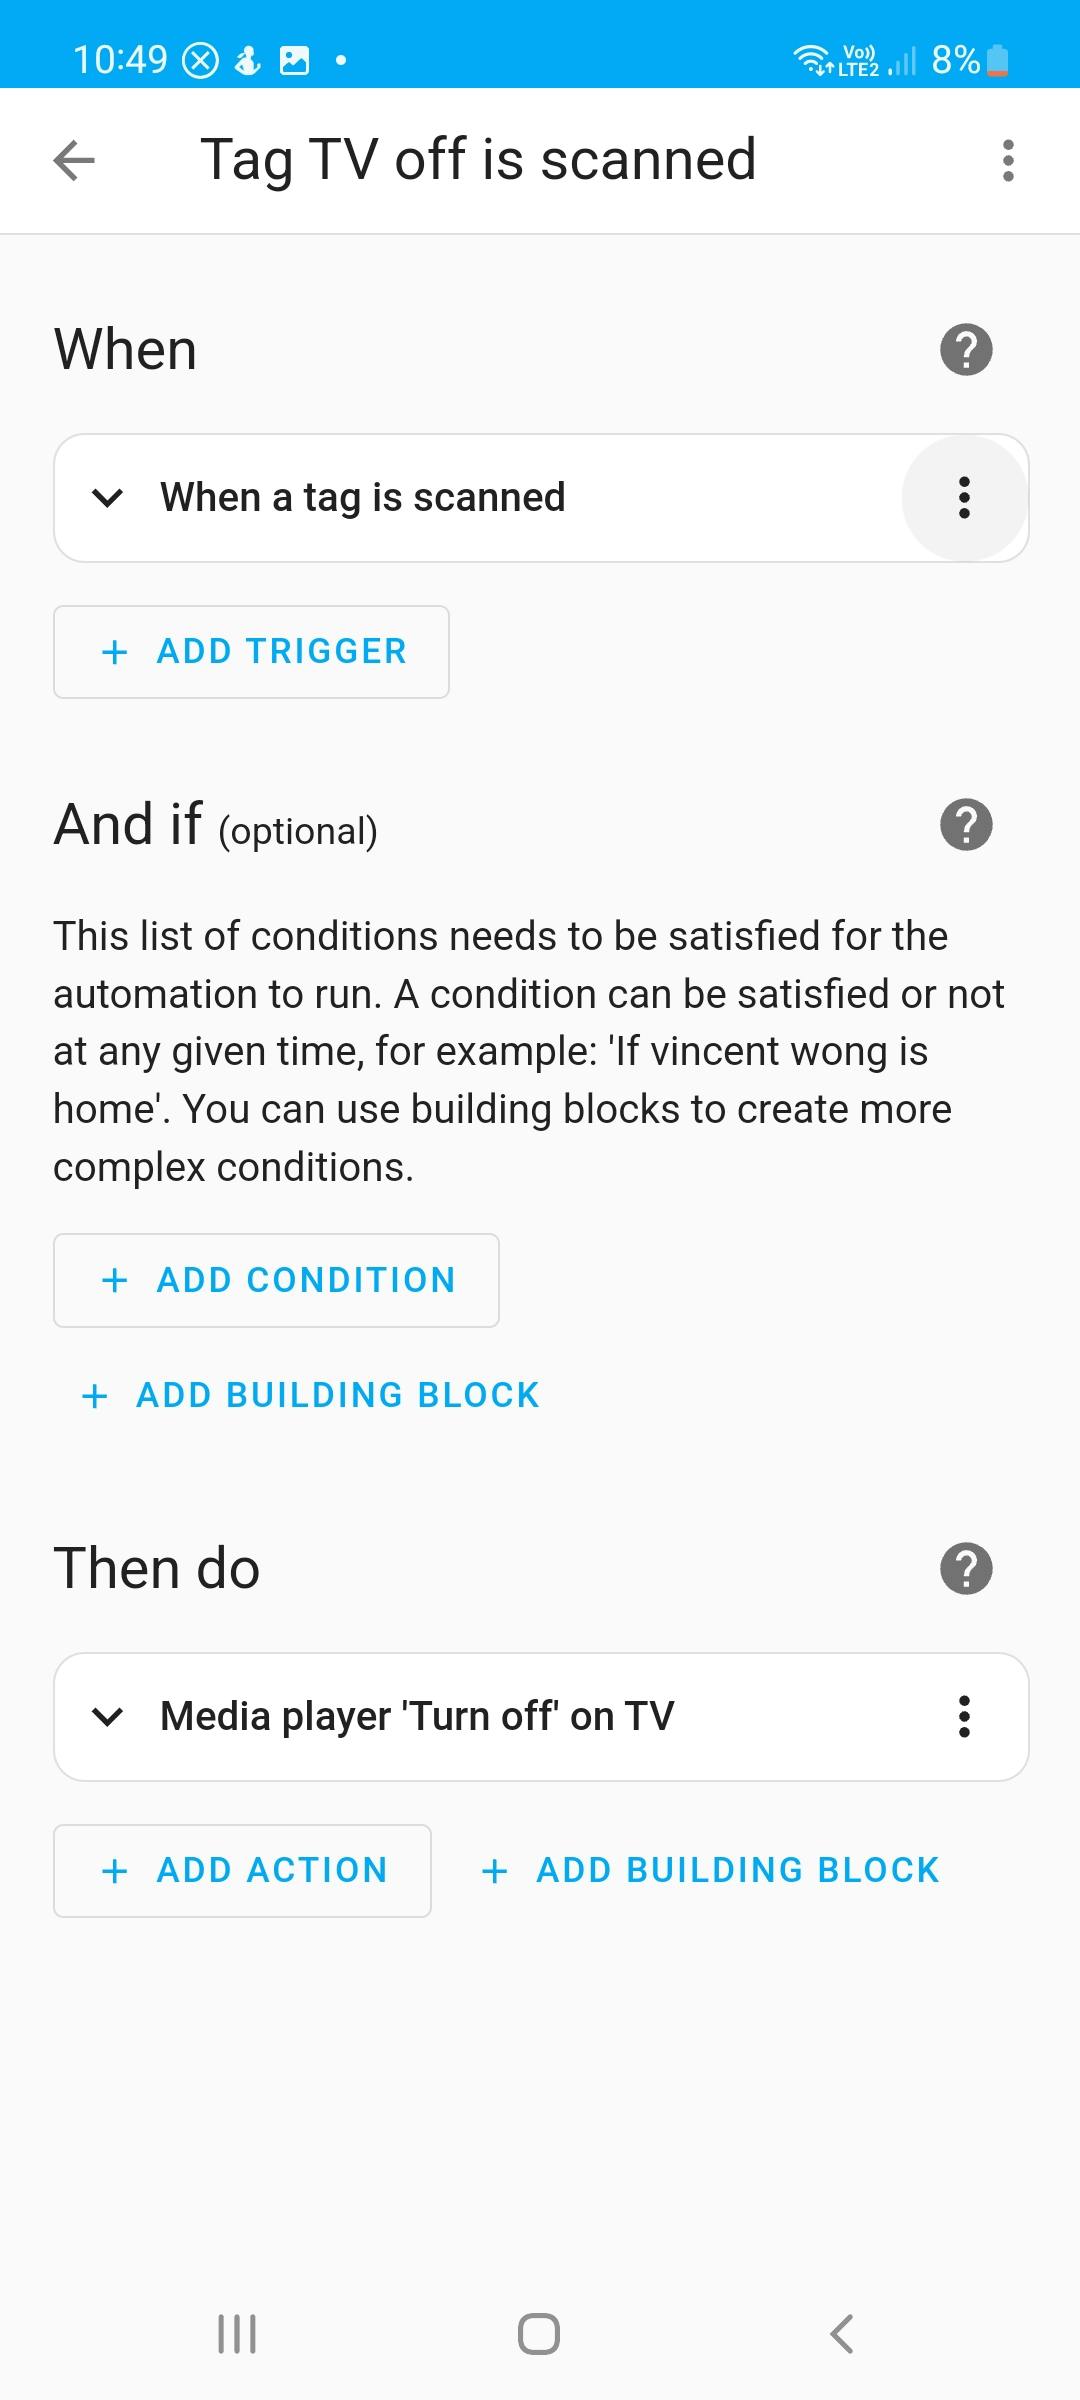 10:49
Vo))
LTE2
8%
Tag TV off is scanned
When
When a tag is scanned
+ ADD TRIGGER
And if (optional)
This list of conditions needs to be satisfied for the
automation to run. A condition can be satisfied or not
at any given time, for example: 'If vincent wong is
home'. You can use building blocks to create more
complex conditions.
+ ADD CONDITION
+ ADD BUILDING BLOCK
Then do
Media player 'Turn off' on TV
+ ADD ACTION + ADD BUILDING BLOCK